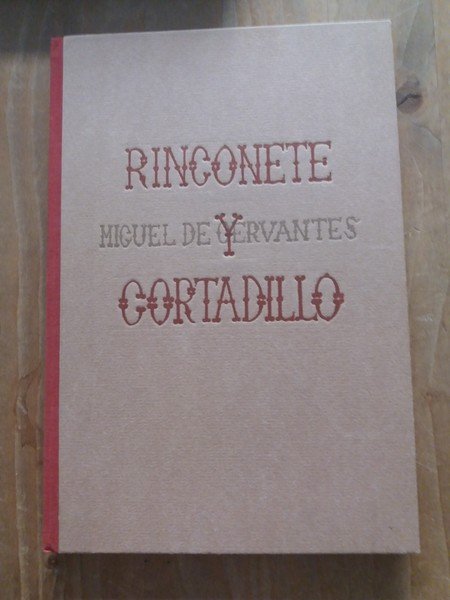 RINCONETE
MIGUEL DE CERVANTES
Y
CORTADILLO